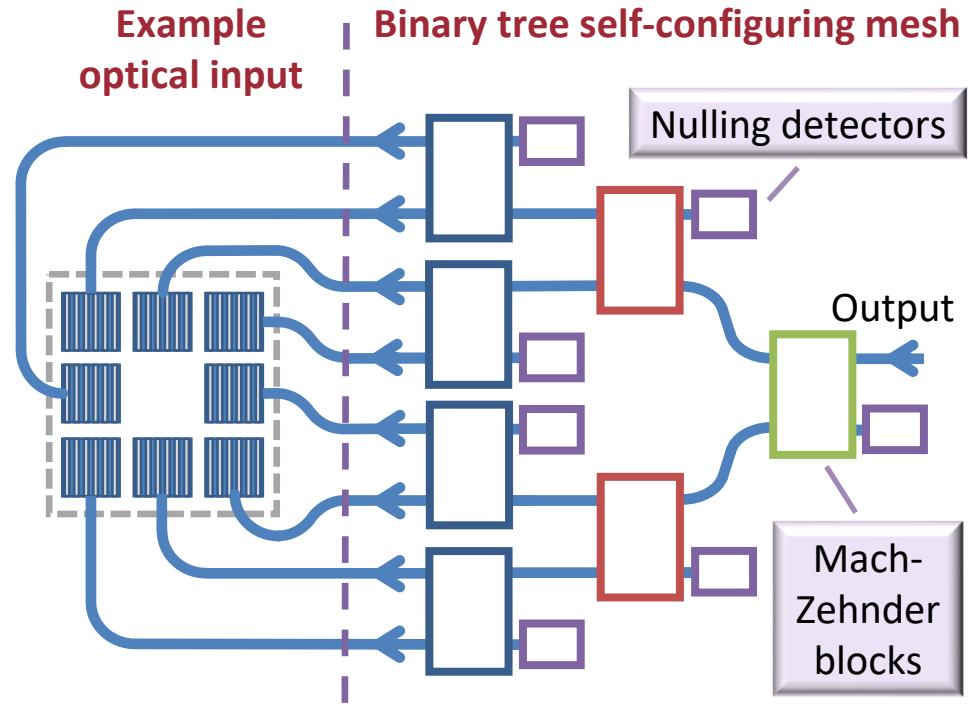 Example
optical input
Binary tree self-configuring mesh
Nulling detectors
Output
Mach-
Zehnder
blocks